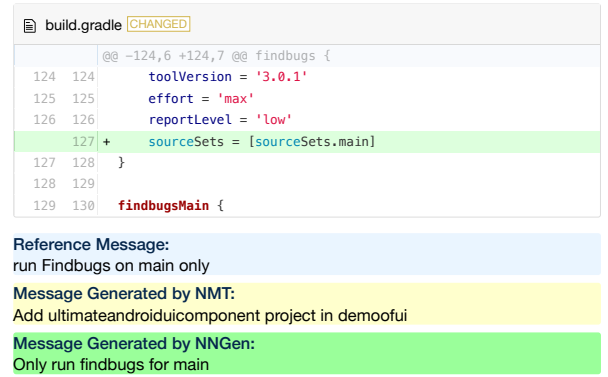 build.gradle CHANGED
@@ -124,6 +124,7 @@ findbugs {
124 124 toolVersion = '3.0.1'
125 125 effort = 'max'
126 126 reportLevel = 'low'
127 + sourceSets = [sourceSets.main]
127 128 }
128 129
129 130 findbugsMain {
Reference Message:
run Findbugs on main only
Message Generated by NMT:
Add ultimateandroiduicomponent project in demoofui
Message Generated by NNGen:
Only run findbugs for main